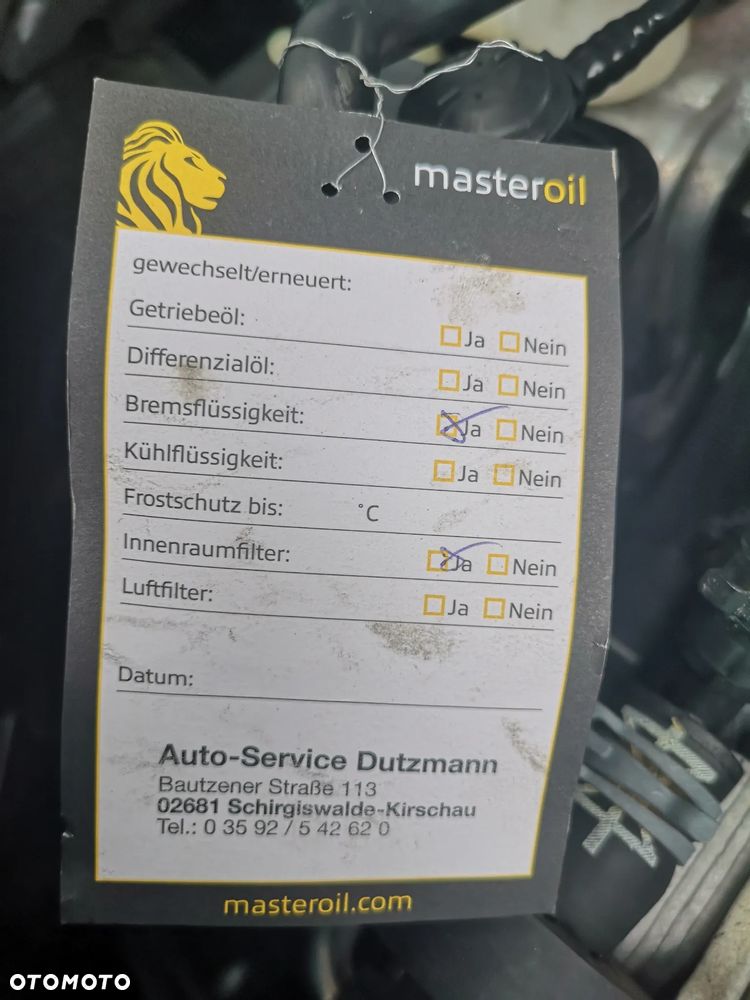 masteroil
gewechselt/erneuert:
Getriebeöl: Ja Nein
Differenzialöl: Ja Nein
Bremsflüssigkeit: Ja Nein
Kühlflüssigkeit: Ja Nein
Frostschutz bis: °C
Innenraumfilter: Ja Nein
Luftfilter: Ja Nein
Datum:
Auto-Service Dutzmann
Bautzener Straße 113
02681 Schirgiswalde-Kirschau
Tel.: 0 35 92 / 5 42 62 0
masteroil.com
OTOMOTO